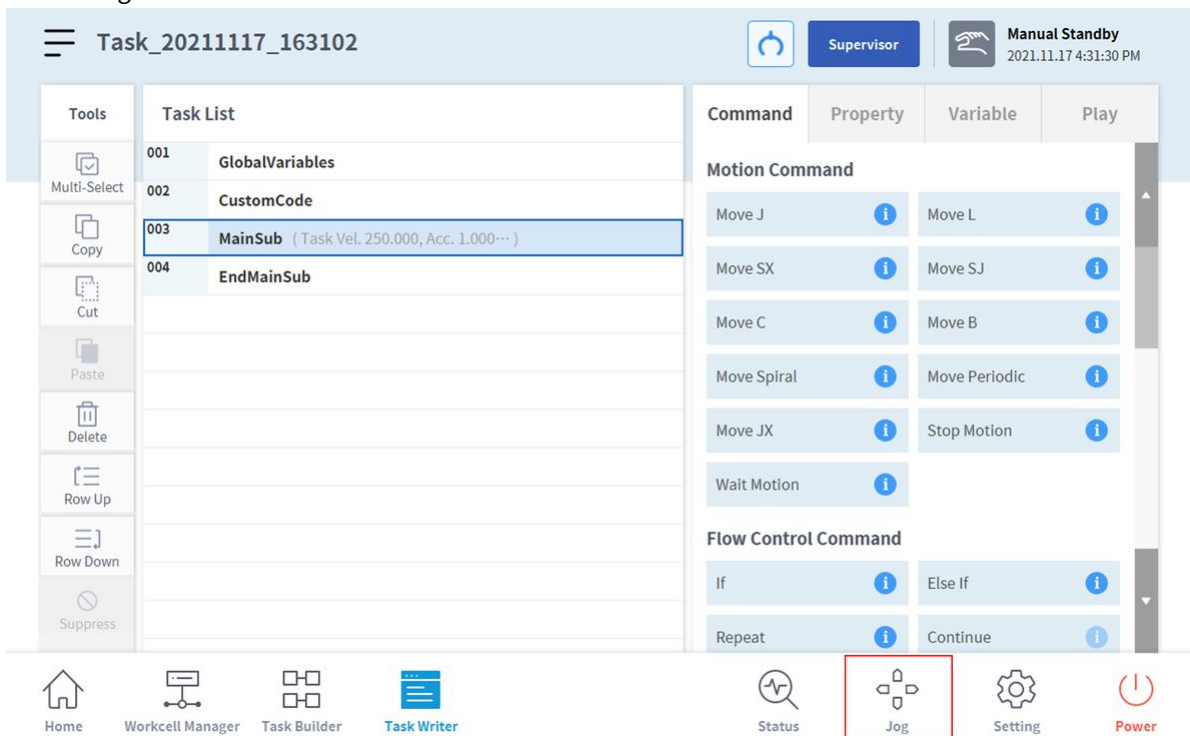 Task_20211117_163102
Supervisor
Manual Standby
2021.11.17 4:31:30 PM
Tools
Multi-Select
Copy
Cut
Paste
Delete
Row Up
Row Down
Suppress
Task List
001 GlobalVariables
002 CustomCode
003 MainSub ( Task Vel. 250.000, Acc. 1.000··· )
004 EndMainSub
Command Property Variable Play
Motion Command
Move J Move L
Move SX Move SJ
Move C Move B
Move Spiral Move Periodic
Move JX Stop Motion
Wait Motion
Flow Control Command
If Else If
Repeat Continue
Home Workcell Manager Task Builder Task Writer Status Jog Setting Power